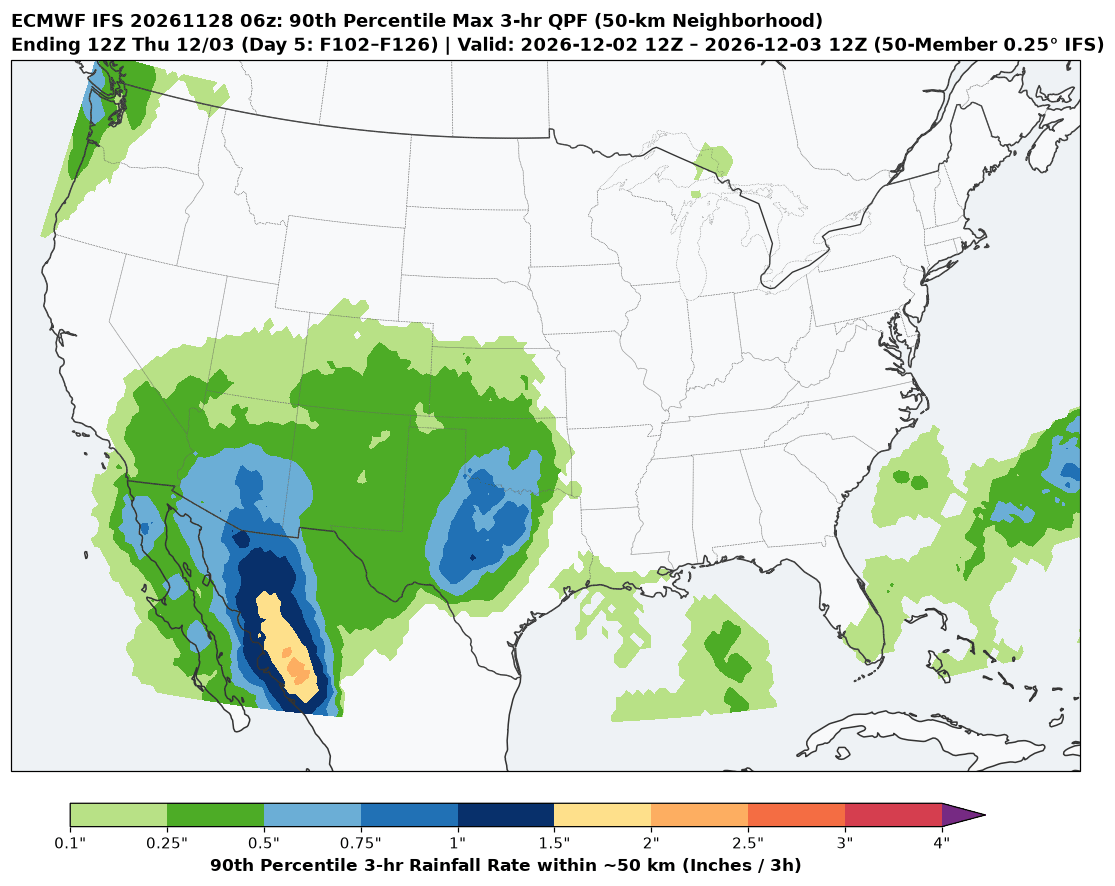 ECMWF IFS 20261128 06z: 90th Percentile Max 3-hr QPF (50-km Neighborhood)
Ending 12Z Thu 12/03 (Day 5: F102–F126) | Valid: 2026-12-02 12Z – 2026-12-03 12Z (50-Member 0.25° IFS)
0.1" 0.25" 0.5" 0.75" 1" 1.5" 2" 2.5" 3" 4"
90th Percentile 3-hr Rainfall Rate within ~50 km (Inches / 3h)